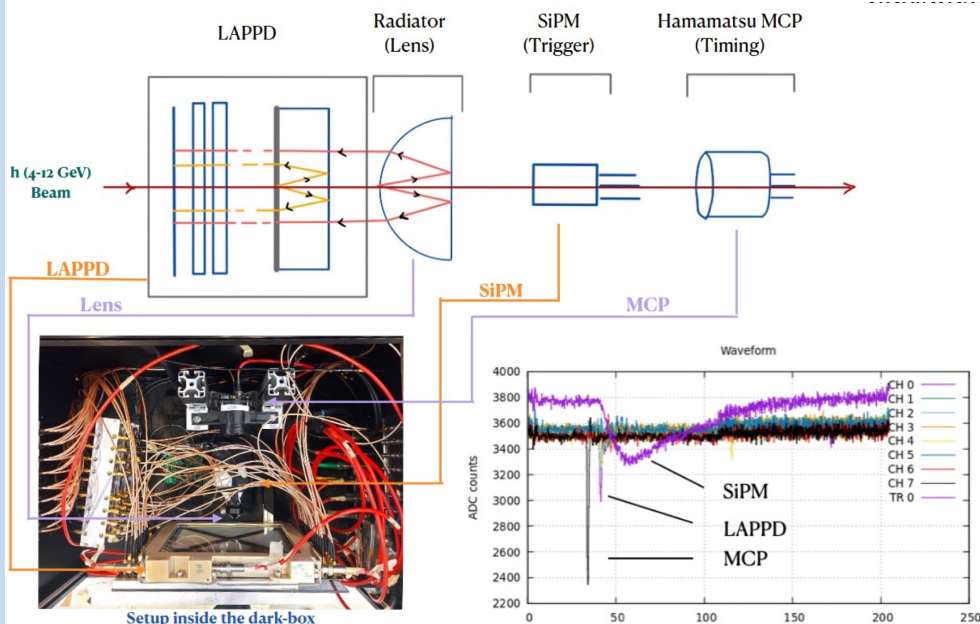 LAPPD
Radiator
(Lens)
SiPM
(Trigger)
Hamamatsu MCP
(Timing)
h (4-12 GeV)
Beam
LAPPD
Lens
SiPM
MCP
Setup inside the dark-box
Waveform
ADC counts
4000
3800
3600
3400
3200
3000
2800
2600
2400
2200
0
50
100
150
200
250
CH 0
CH 1
CH 2
CH 3
CH 4
CH 5
CH 6
CH 7
TR 0
SiPM
LAPPD
MCP